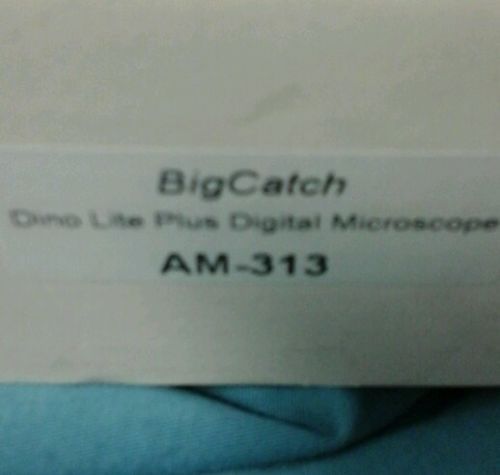 BigCatch
Dino Lite Plus Digital Microscope
AM-313